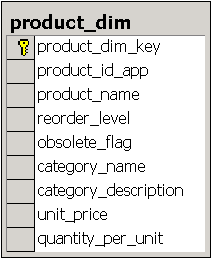 product_dim
product_dim_key
product_id_app
product_name
reorder_level
obsolete_flag
category_name
category_description
unit_price
quantity_per_unit